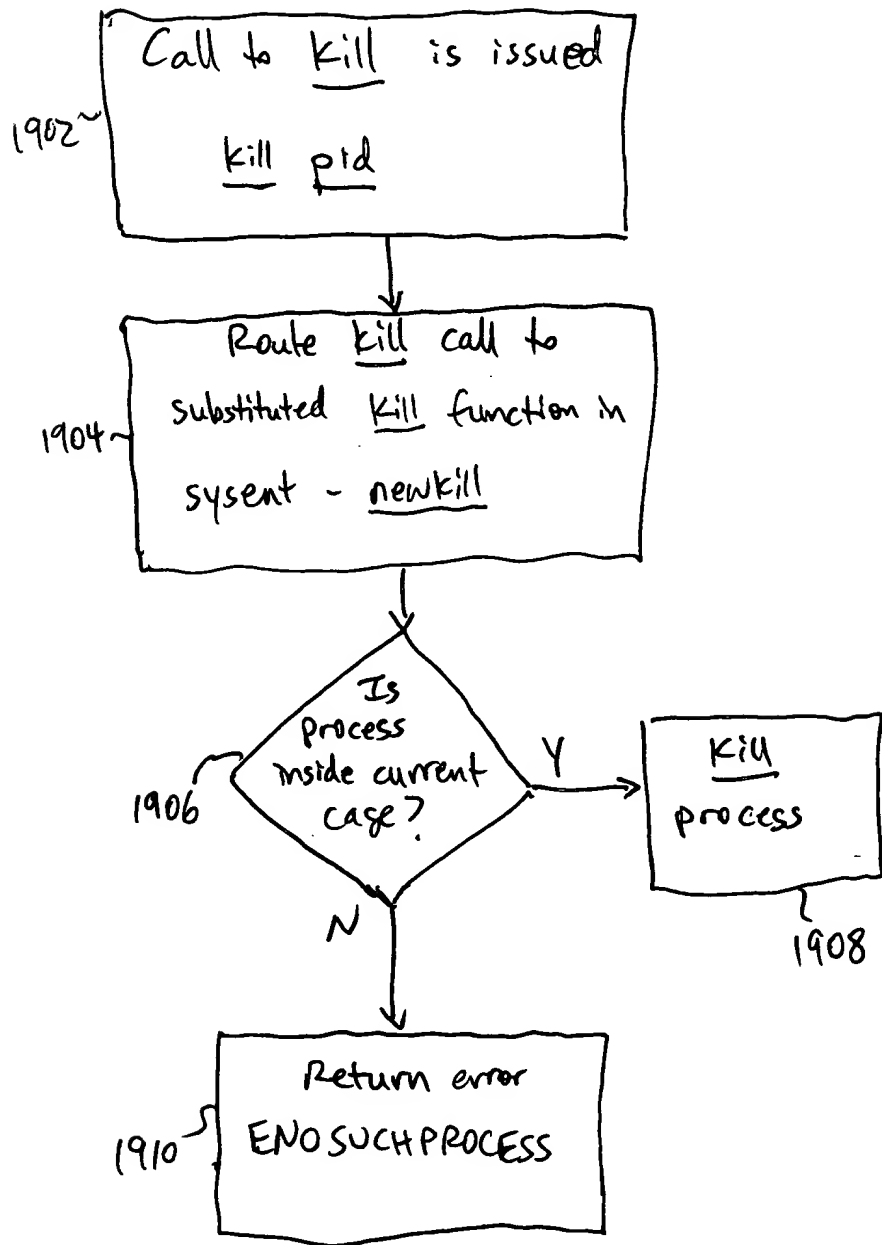 Call to kill is issued
kill pid
1902
Route kill call to
substituted kill function in
sysent - newkill
1904
Is
process
inside current
case?
1906
Y
kill
process
1908
N
Return error
ENOSUCHPROCESS
1910